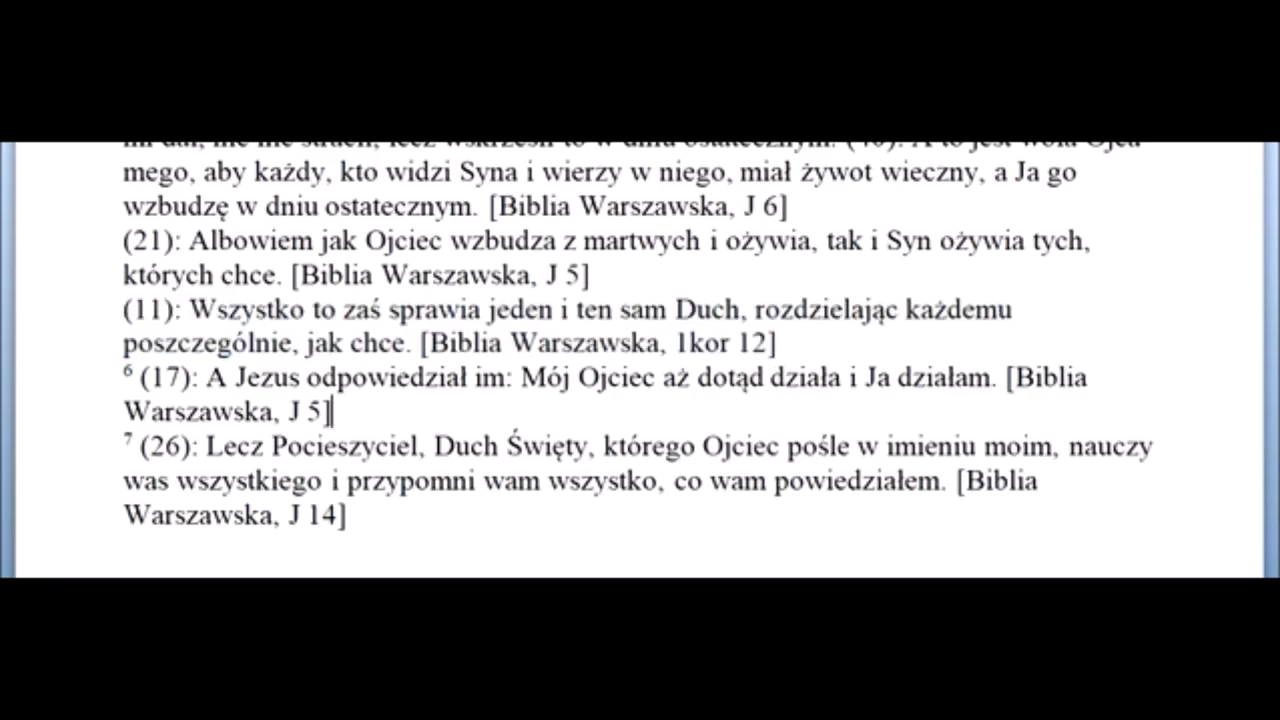 mego, aby każdy, kto widzi Syna i wierzy w niego, miał żywot wieczny, a Ja go
wzbudzę w dniu ostatecznym. [Biblia Warszawska, J 6]
(21): Albowiem jak Ojciec wzbudza z martwych i ożywia, tak i Syn ożywia tych,
których chce. [Biblia Warszawska, J 5]
(11): Wszystko to zaś sprawia jeden i ten sam Duch, rozdzielając każdemu
poszczególnie, jak chce. [Biblia Warszawska, 1kor 12]
⁶ (17): A Jezus odpowiedział im: Mój Ojciec aż dotąd działa i Ja działam. [Biblia
Warszawska, J 5]
⁷ (26): Lecz Pocieszyciel, Duch Święty, którego Ojciec pośle w imieniu moim, nauczy
was wszystkiego i przypomni wam wszystko, co wam powiedziałem. [Biblia
Warszawska, J 14]